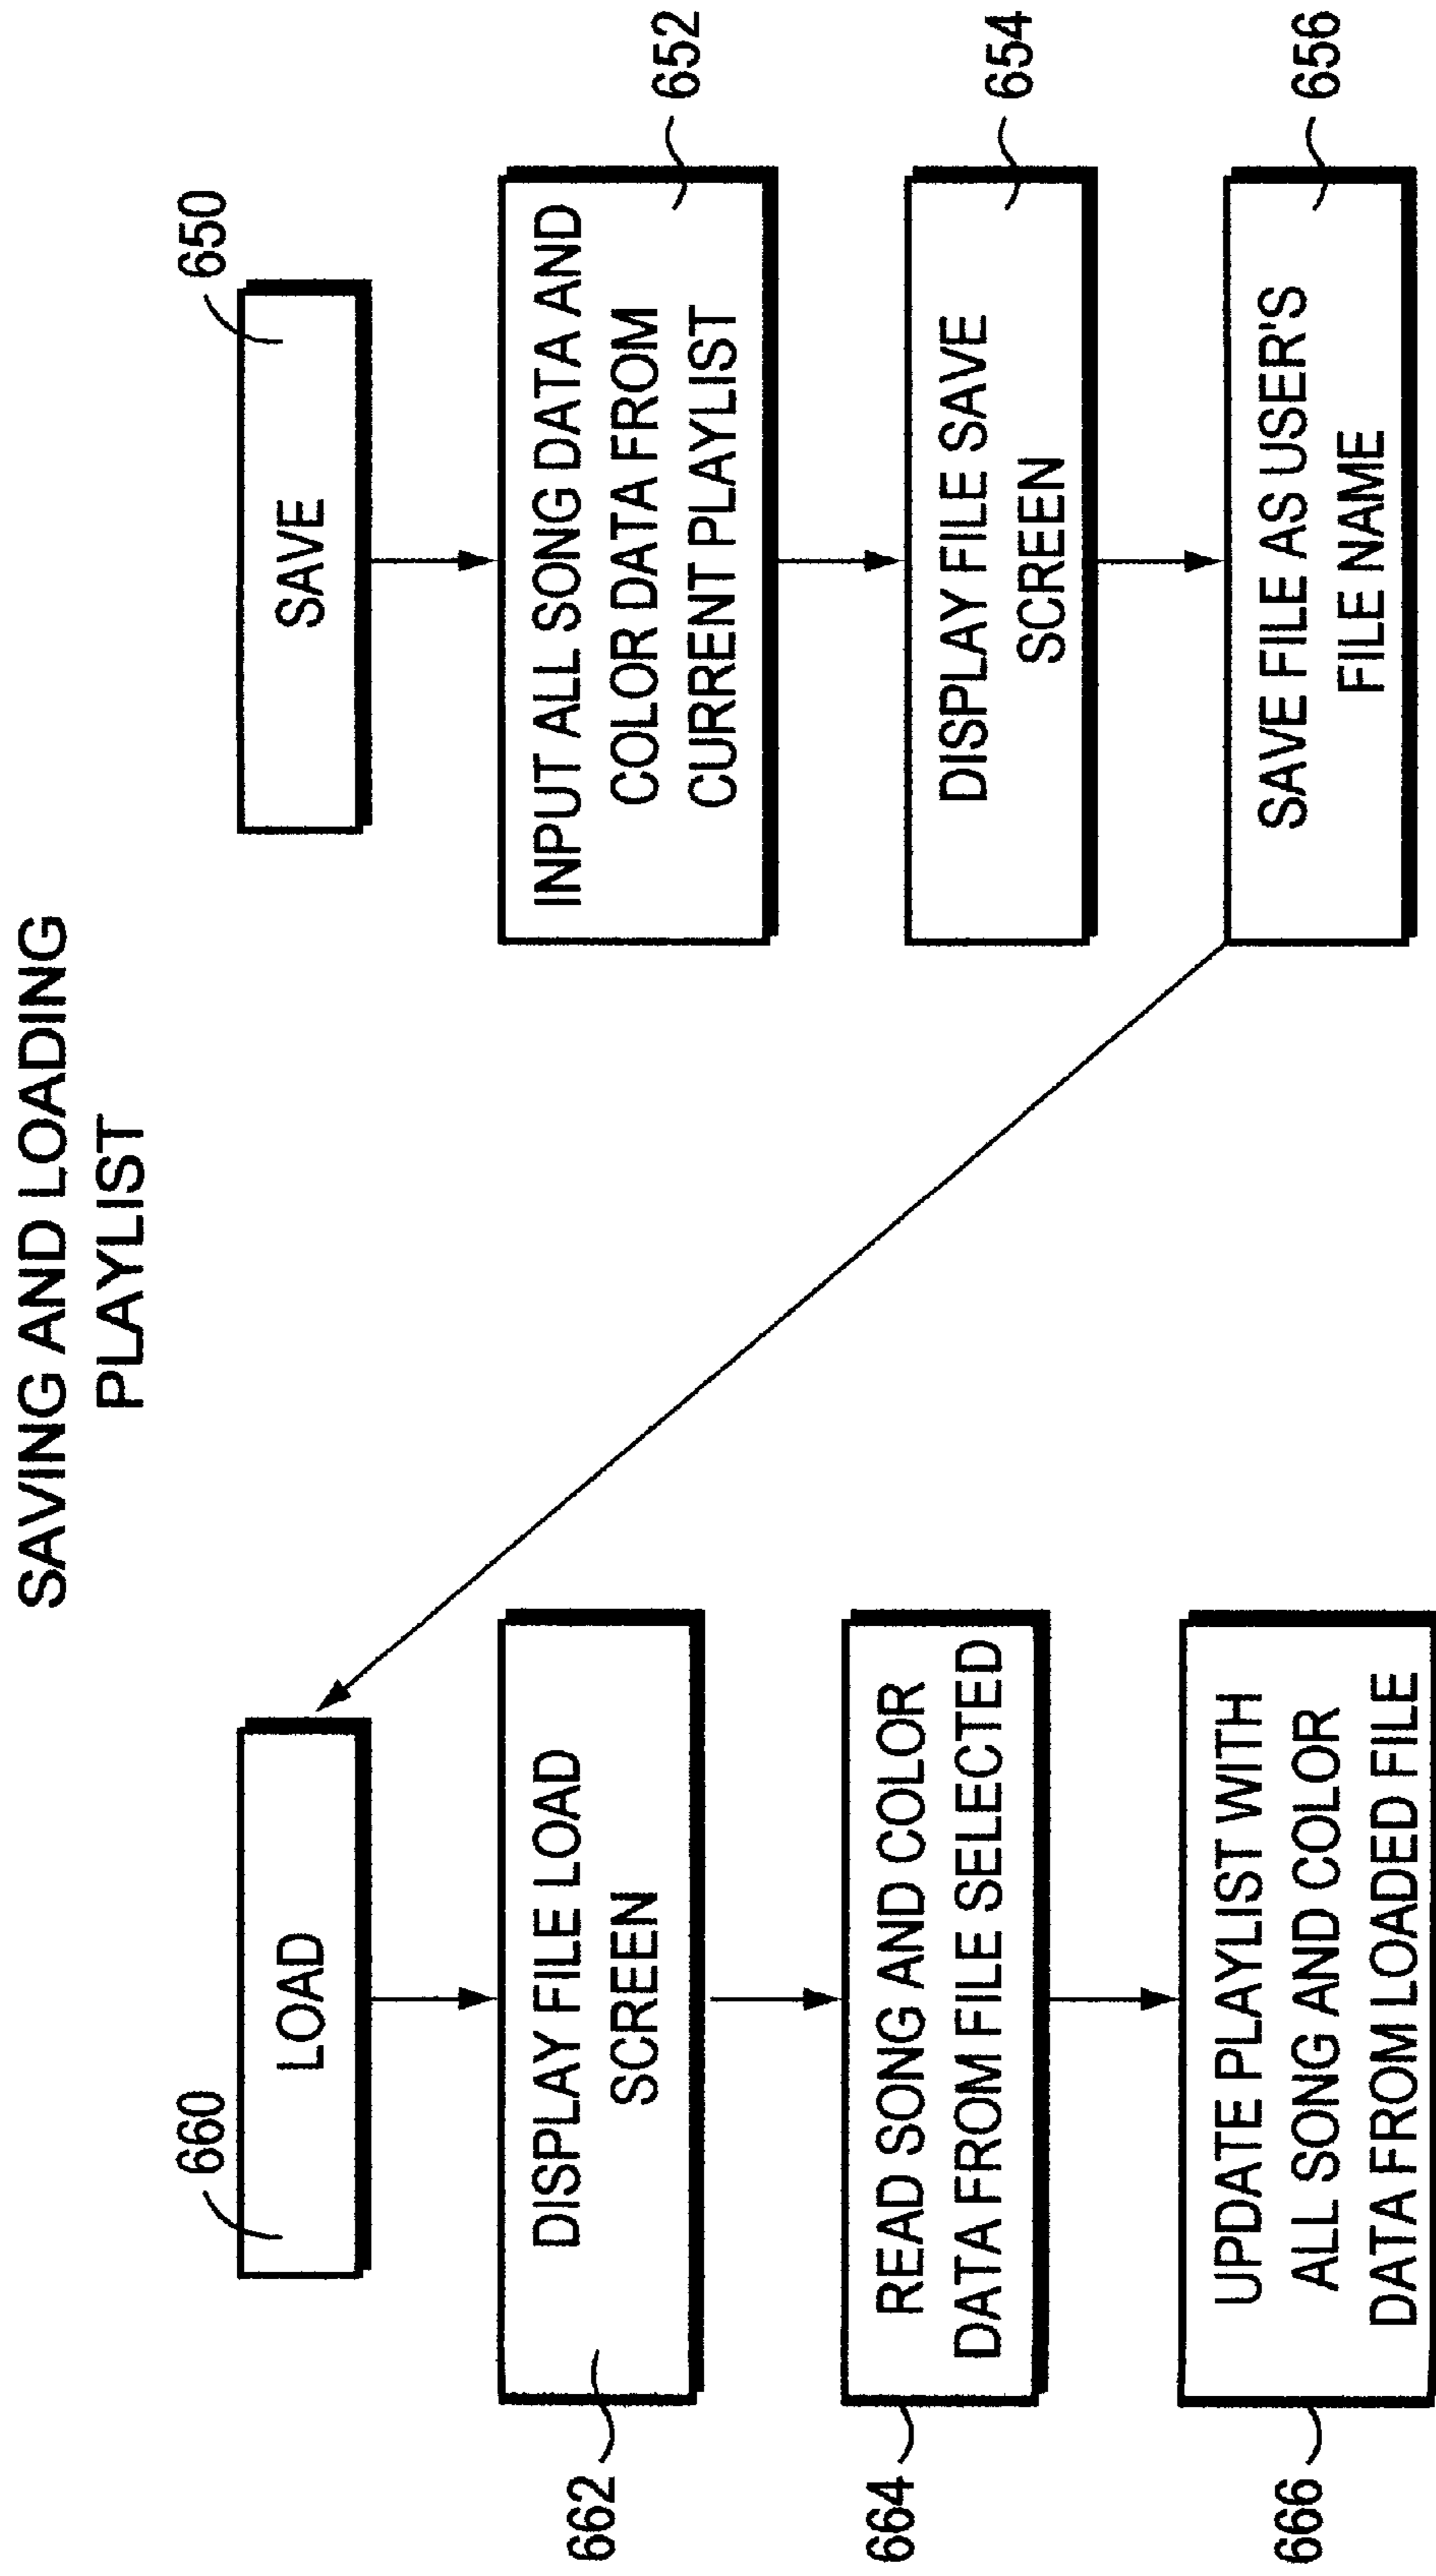 SAVING AND LOADING
PLAYLIST
660
LOAD
662
DISPLAY FILE LOAD
SCREEN
664
READ SONG AND COLOR
DATA FROM FILE SELECTED
666
UPDATE PLAYLIST WITH
ALL SONG AND COLOR
DATA FROM LOADED FILE
650
SAVE
652
INPUT ALL SONG DATA AND
COLOR DATA FROM
CURRENT PLAYLIST
654
DISPLAY FILE SAVE
SCREEN
656
SAVE FILE AS USER'S
FILE NAME